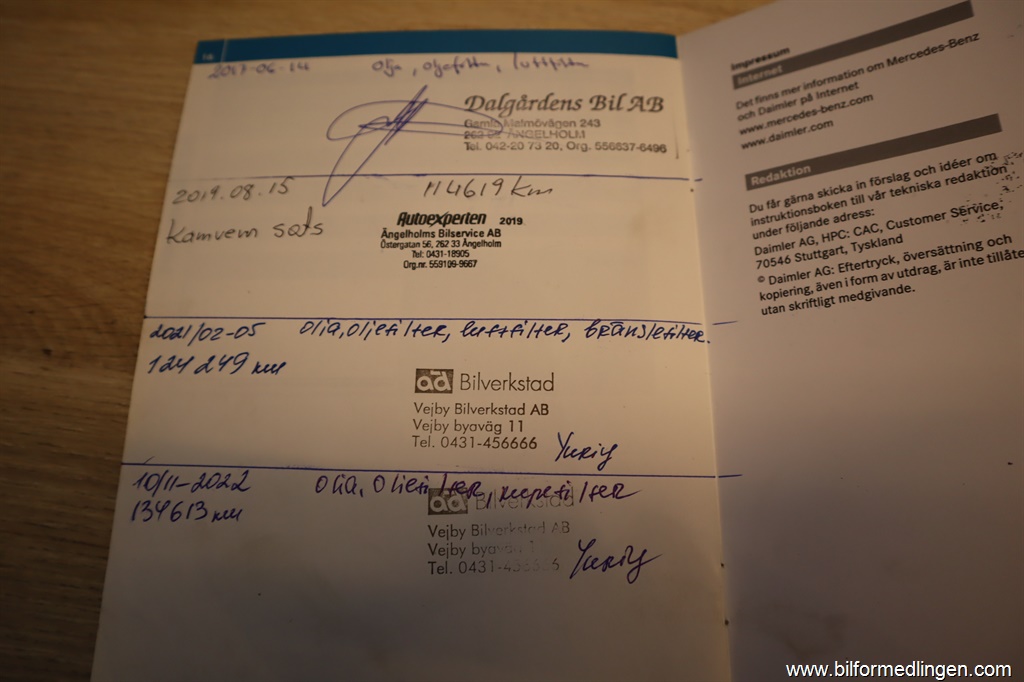 2017-06-14 Olja, oljefilter, luftfilter
Dalgårdens Bil AB
Gamla Malmövägen 243
ÄNGELHOLM
Tel. 042-20 73 20, Org. 556837-6496
2019.08.15 114619 Km
Kamrem sats
Autoexperten 2019
Ängelholms Bilservice AB
Östergatan 56, 262 33 Ängelholm
Tel: 0431-18905
Org.nr. 559109-9667
2021/02-05 Olia, oljefilter, luftfilter, bränslefilter.
124 249 км
ad Bilverkstad
Vejby Bilverkstad AB
Vejby byaväg 11
Tel. 0431-456666 Yuriy
10/11-2022 Olia, Oliefilter, kupefilter
134613 км
ad Bilverkstad
Vejby Bilverkstad AB
Vejby byaväg
Tel. 0431- Yuriy
Impressum
Internet
Det finns mer information om Mercedes-Benz
och Daimler på Internet
www.mercedes-benz.com
www.daimler.com
Redaktion
Du får gärna skicka in förslag och idéer om
instruktionsboken till vår tekniska redaktion
under följande adress:
Daimler AG, HPC: CAC, Customer Service,
70546 Stuttgart, Tyskland
© Daimler AG: Eftertryck, översättning och
kopiering, även i form av utdrag, är inte tillåte
utan skriftligt medgivande.
www.bilformedlingen.com